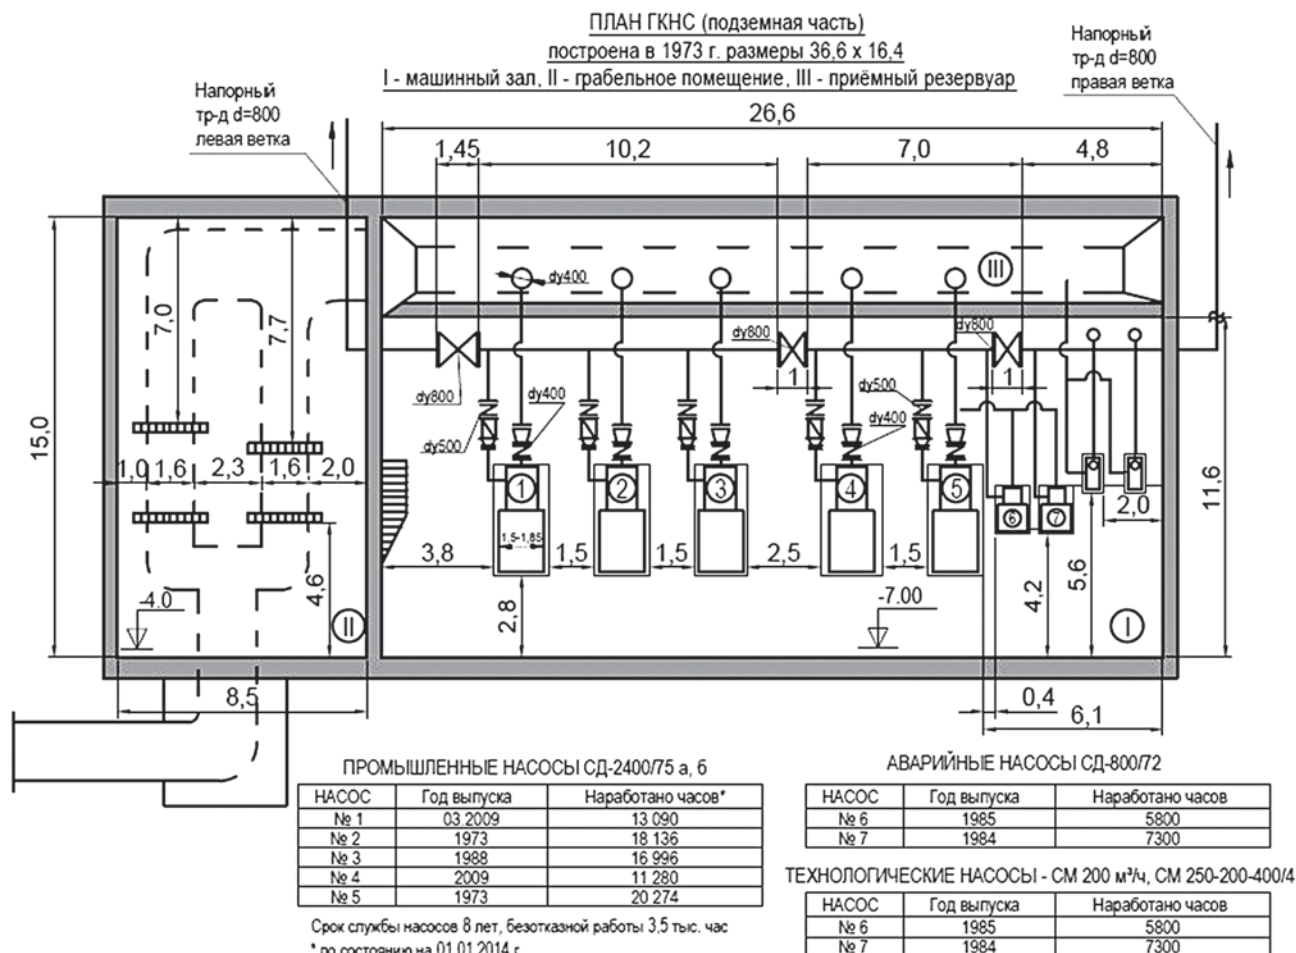 ПЛАН ГКНС (подземная часть)
построена в 1973 г. размеры 36,6 х 16,4
I - машинный зал, II - грабельное помещение, III - приёмный резервуар
Напорный
тр-д d=800
левая ветка
Напорный
тр-д d=800
правая ветка
26,6
1,45 10,2 7,0 4,8
III
dy400
7,0
7,7
15,0
dy800
dy800
1
1
dy800
dy400
dy500
dy500
dy400
1,0 1,6 2,3 1,6 2,0
1 2 3 4 5 6 7
1,5-1,85
2,0
11,6
3,8 1,5 1,5 2,5 1,5
4,6
2,8
4,2
5,6
-4.0
-7.00
II
I
8,5
0,4
6,1
ПРОМЫШЛЕННЫЕ НАСОСЫ СД-2400/75 а, б
НАСОС Год выпуска Наработано часов*
№ 1 03.2009 13 090
№ 2 1973 18 136
№ 3 1988 16 996
№ 4 2009 11 280
№ 5 1973 20 274
Срок службы насосов 8 лет, безотказной работы 3,5 тыс. час
* по состоянию на 01.01.2014 г.
АВАРИЙНЫЕ НАСОСЫ СД-800/72
НАСОС Год выпуска Наработано часов
№ 6 1985 5800
№ 7 1984 7300
ТЕХНОЛОГИЧЕСКИЕ НАСОСЫ - СМ 200 м³/ч, СМ 250-200-400/4
НАСОС Год выпуска Наработано часов
№ 6 1985 5800
№ 7 1984 7300